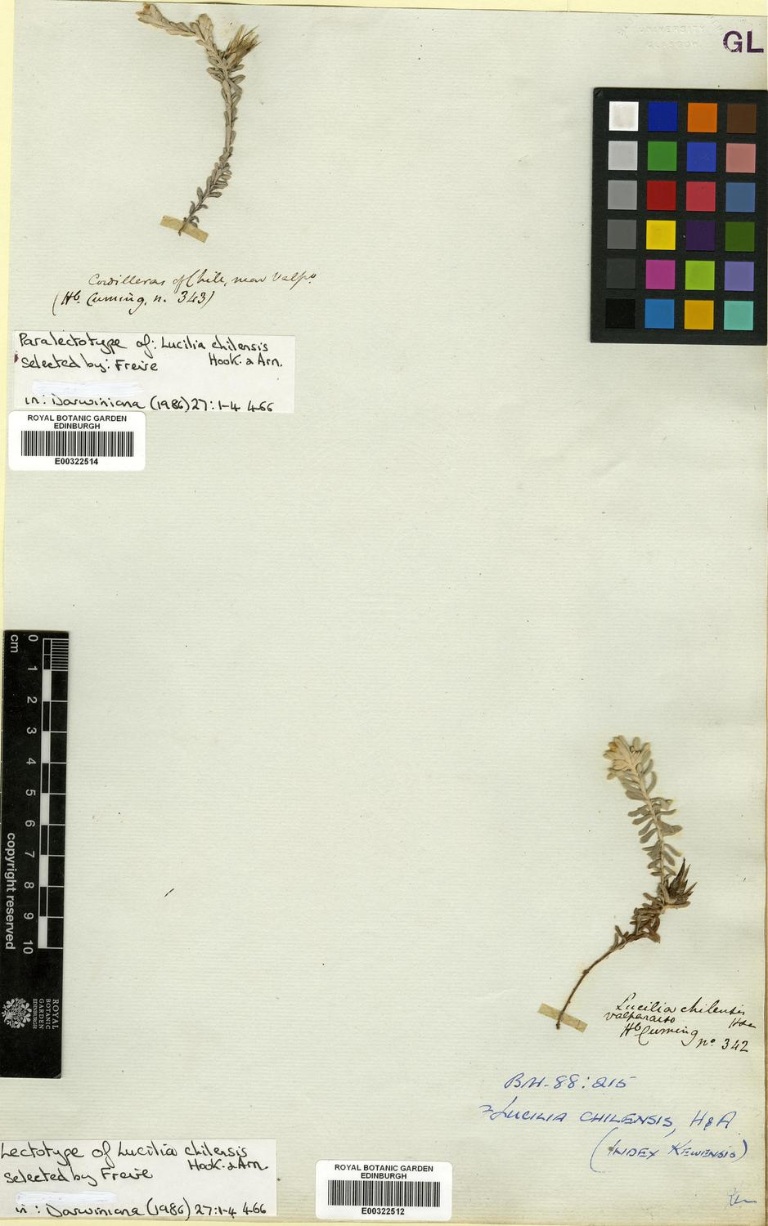 GL
Cordilleras of Chile, near Valpo
(Hb. Cuming, n. 343)
Paralectotype of: Lucilia chilensis
Selected by: Freire Hook. & Arn.
in: Darwiniana (1986) 27: 1-4 466
ROYAL BOTANIC GARDEN
EDINBURGH
E00322514
0 1 2 3 4 5 6 7 8 9 10
cm
copyright reserved
ROYAL
BOTANIC
GARDEN
EDINBURGH
Lucilia chilensis
Valparaiso
Hb Cuming
no 342
BH-88:215
= LUCILIA CHILENSIS, H & A
(INDEX KEWENSIS)
Lectotype of Lucilia chilensis
Selected by Freire Hook. & Arn.
in: Darwiniana (1986) 27: 1-4 466
ROYAL BOTANIC GARDEN
EDINBURGH
E00322512